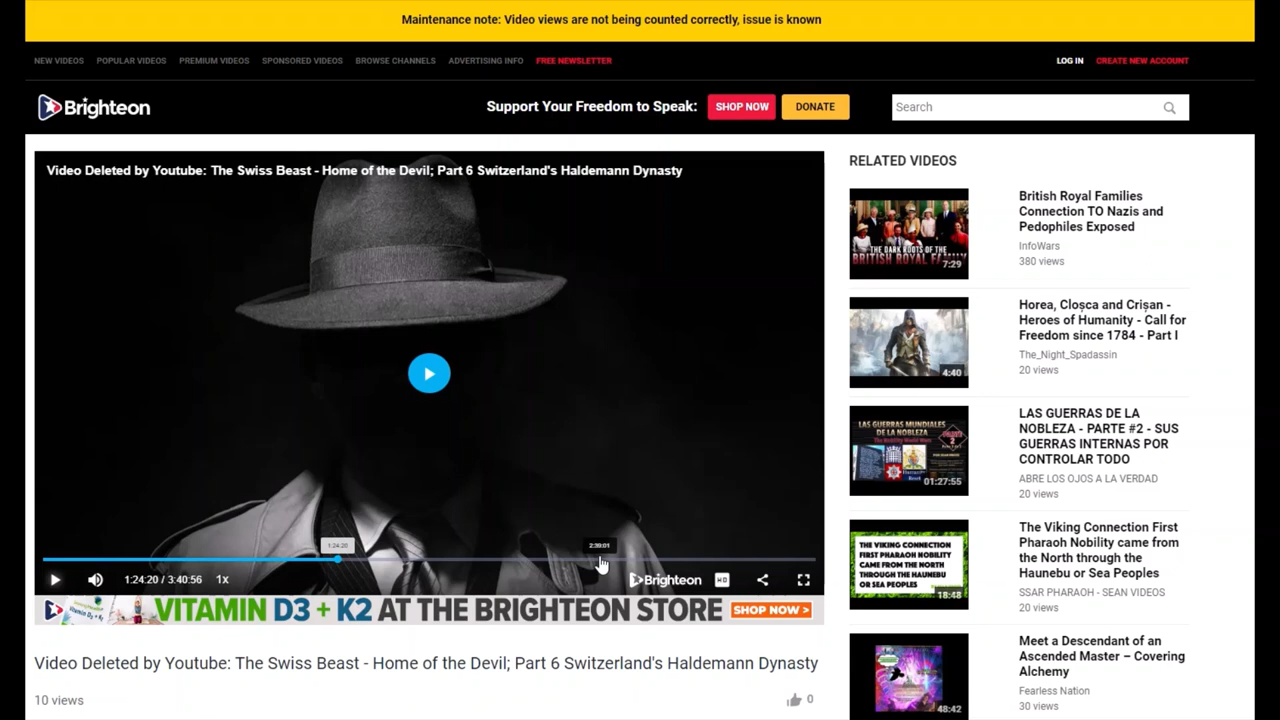 Maintenance note: Video views are not being counted correctly, issue is known
NEW VIDEOS POPULAR VIDEOS PREMIUM VIDEOS SPONSORED VIDEOS BROWSE CHANNELS ADVERTISING INFO FREE NEWSLETTER LOG IN CREATE NEW ACCOUNT
Brighteon Support Your Freedom to Speak: SHOP NOW DONATE Search
Video Deleted by Youtube: The Swiss Beast - Home of the Devil; Part 6 Switzerland's Haldemann Dynasty
1:24:20
1:24:20 / 3:40:56 1x Brighteon HD
VITAMIN D3 + K2 AT THE BRIGHTEON STORE SHOP NOW >
Video Deleted by Youtube: The Swiss Beast - Home of the Devil; Part 6 Switzerland's Haldemann Dynasty
10 views 0
RELATED VIDEOS
THE DARK ROOTS OF THE
BRITISH ROYAL
7:29
British Royal Families
Connection TO Nazis and
Pedophiles Exposed
InfoWars
380 views
4:40
Horea, Cloșca and Crișan -
Heroes of Humanity - Call for
Freedom since 1784 - Part I
The_Night_Spadassin
20 views
LAS GUERRAS MUNDIALES
DE LA NOBLEZA
01:27:55
LAS GUERRAS DE LA
NOBLEZA - PARTE #2 - SUS
GUERRAS INTERNAS POR
CONTROLAR TODO
ABRE LOS OJOS A LA VERDAD
20 views
THE VIKING CONNECTION FIRST
PHARAOH NOBILITY CAME FROM
THE NORTH THROUGH THE
HAUNEBU OR SEA PEOPLES
18:48
The Viking Connection First
Pharaoh Nobility came from
the North through the
Haunebu or Sea Peoples
SSAR PHARAOH - SEAN VIDEOS
20 views
48:42
Meet a Descendant of an
Ascended Master – Covering
Alchemy
Fearless Nation
30 views